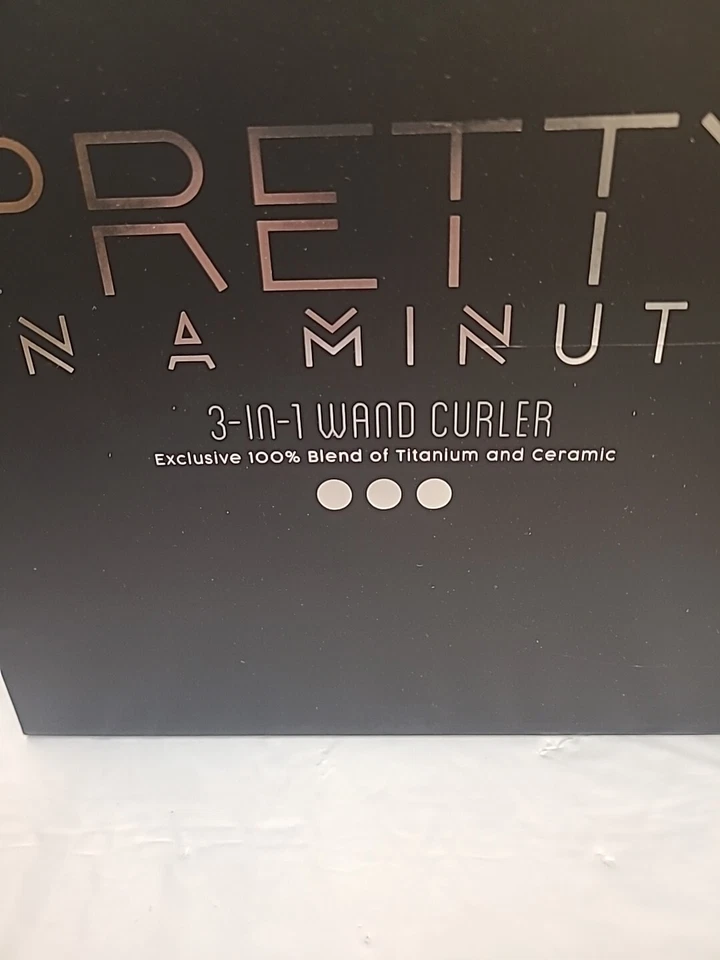 PRETTY
N A MINUT
3-IN-1 WAND CURLER
Exclusive 100% Blend of Titanium and Ceramic